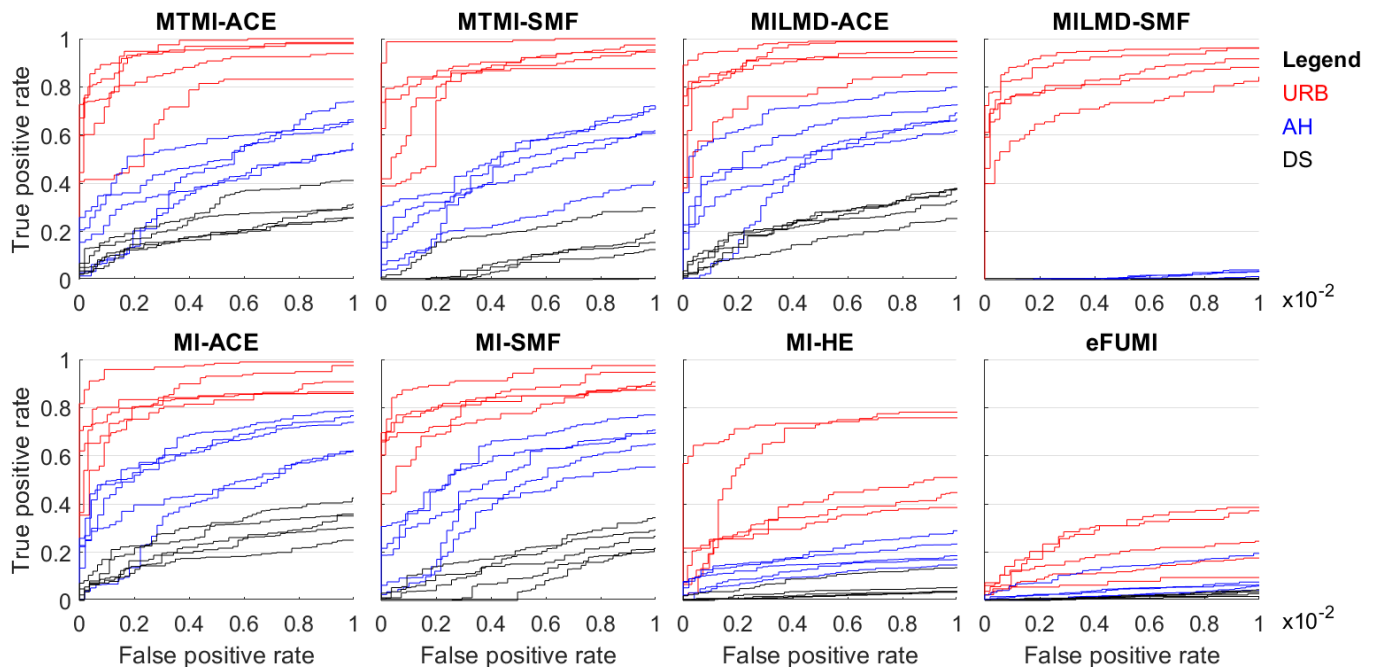 MTMI-ACE MTMI-SMF MILMD-ACE MILMD-SMF
Legend
URB
AH
DS
True positive rate
1
0.8
0.6
0.4
0.2
0
0 0.2 0.4 0.6 0.8 1 0 0.2 0.4 0.6 0.8 1 0 0.2 0.4 0.6 0.8 1 0 0.2 0.4 0.6 0.8 1
x10-2
MI-ACE MI-SMF MI-HE eFUMI
True positive rate
1
0.8
0.6
0.4
0.2
0
0 0.2 0.4 0.6 0.8 1 0 0.2 0.4 0.6 0.8 1 0 0.2 0.4 0.6 0.8 1 0 0.2 0.4 0.6 0.8 1
x10-2
False positive rate False positive rate False positive rate False positive rate